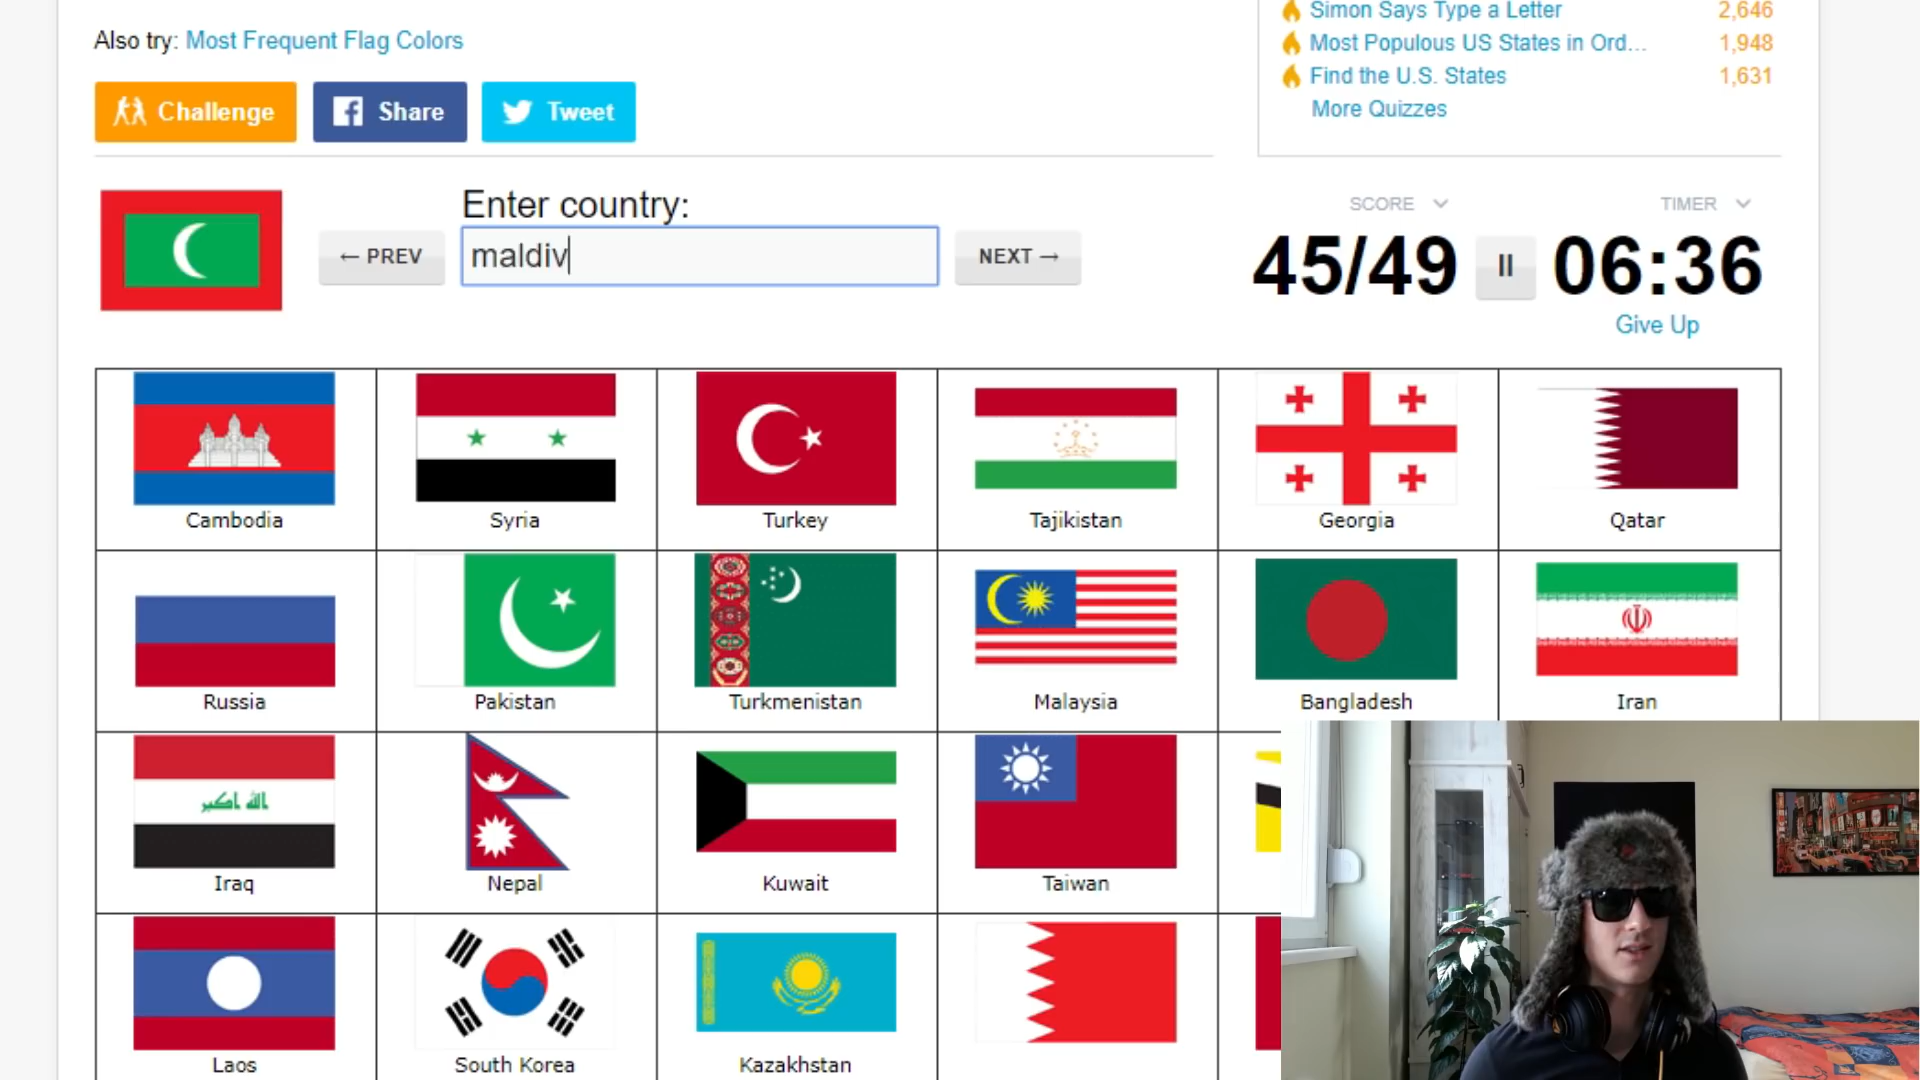 Simon Says Type a Letter 2,646
Also try: Most Frequent Flag Colors
Most Populous US States in Ord... 1,948
Find the U.S. States 1,631
More Quizzes
Challenge
Share
Tweet
Enter country:
← PREV
maldiv
NEXT →
SCORE
TIMER
45/49
06:36
Give Up
Cambodia
Syria
Turkey
Tajikistan
Georgia
Qatar
Russia
Pakistan
Turkmenistan
Malaysia
Bangladesh
Iran
الله اكبر
Iraq
Nepal
Kuwait
Taiwan
Laos
South Korea
Kazakhstan